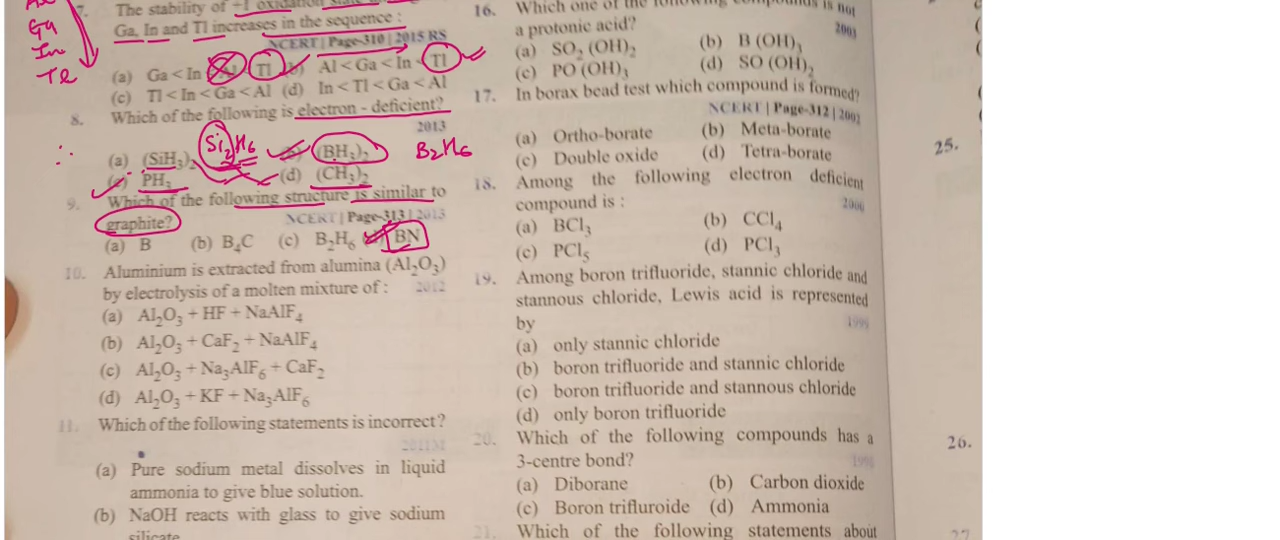 7. The stability of +1 oxidation state
Ga, In and Tl increases in the sequence :
NCERT | Page-310 | 2015 RS
(a) Ga < In Tl (b) Al < Ga < In < Tl
(c) Tl < In < Ga < Al (d) In < Tl < Ga < Al
Ga
In
Tl
8. Which of the following is electron - deficient?
2013
Si2H6
(a) (SiH3)2 (BH3)2 B2H6
∴
(c) PH3 (d) (CH3)2
9. Which of the following structure is similar to
graphite? NCERT | Page-313 | 2013
(a) B (b) B4C (c) B2H6 BN
10. Aluminium is extracted from alumina (Al2O3)
by electrolysis of a molten mixture of : 2012
(a) Al2O3 + HF + NaAlF4
(b) Al2O3 + CaF2 + NaAlF4
(c) Al2O3 + Na3AlF6 + CaF2
(d) Al2O3 + KF + Na3AlF6
11. Which of the following statements is incorrect?
2011M
(a) Pure sodium metal dissolves in liquid
ammonia to give blue solution.
(b) NaOH reacts with glass to give sodium
silicate
16. Which one of the following compounds is not
a protonic acid? 2003
(a) SO2 (OH)2 (b) B (OH)3
(c) PO (OH)3 (d) SO (OH)2
17. In borax bead test which compound is formed?
NCERT | Page-312 | 2002
(a) Ortho-borate (b) Meta-borate
(c) Double oxide (d) Tetra-borate
18. Among the following electron deficient
compound is : 2000
(a) BCl3 (b) CCl4
(c) PCl5 (d) PCl3
19. Among boron trifluoride, stannic chloride and
stannous chloride, Lewis acid is represented
by
(a) only stannic chloride
(b) boron trifluoride and stannic chloride
(c) boron trifluoride and stannous chloride
(d) only boron trifluoride
20. Which of the following compounds has a
3-centre bond?
(a) Diborane (b) Carbon dioxide
(c) Boron trifluroide (d) Ammonia
21. Which of the following statements about
25.
26.
27.